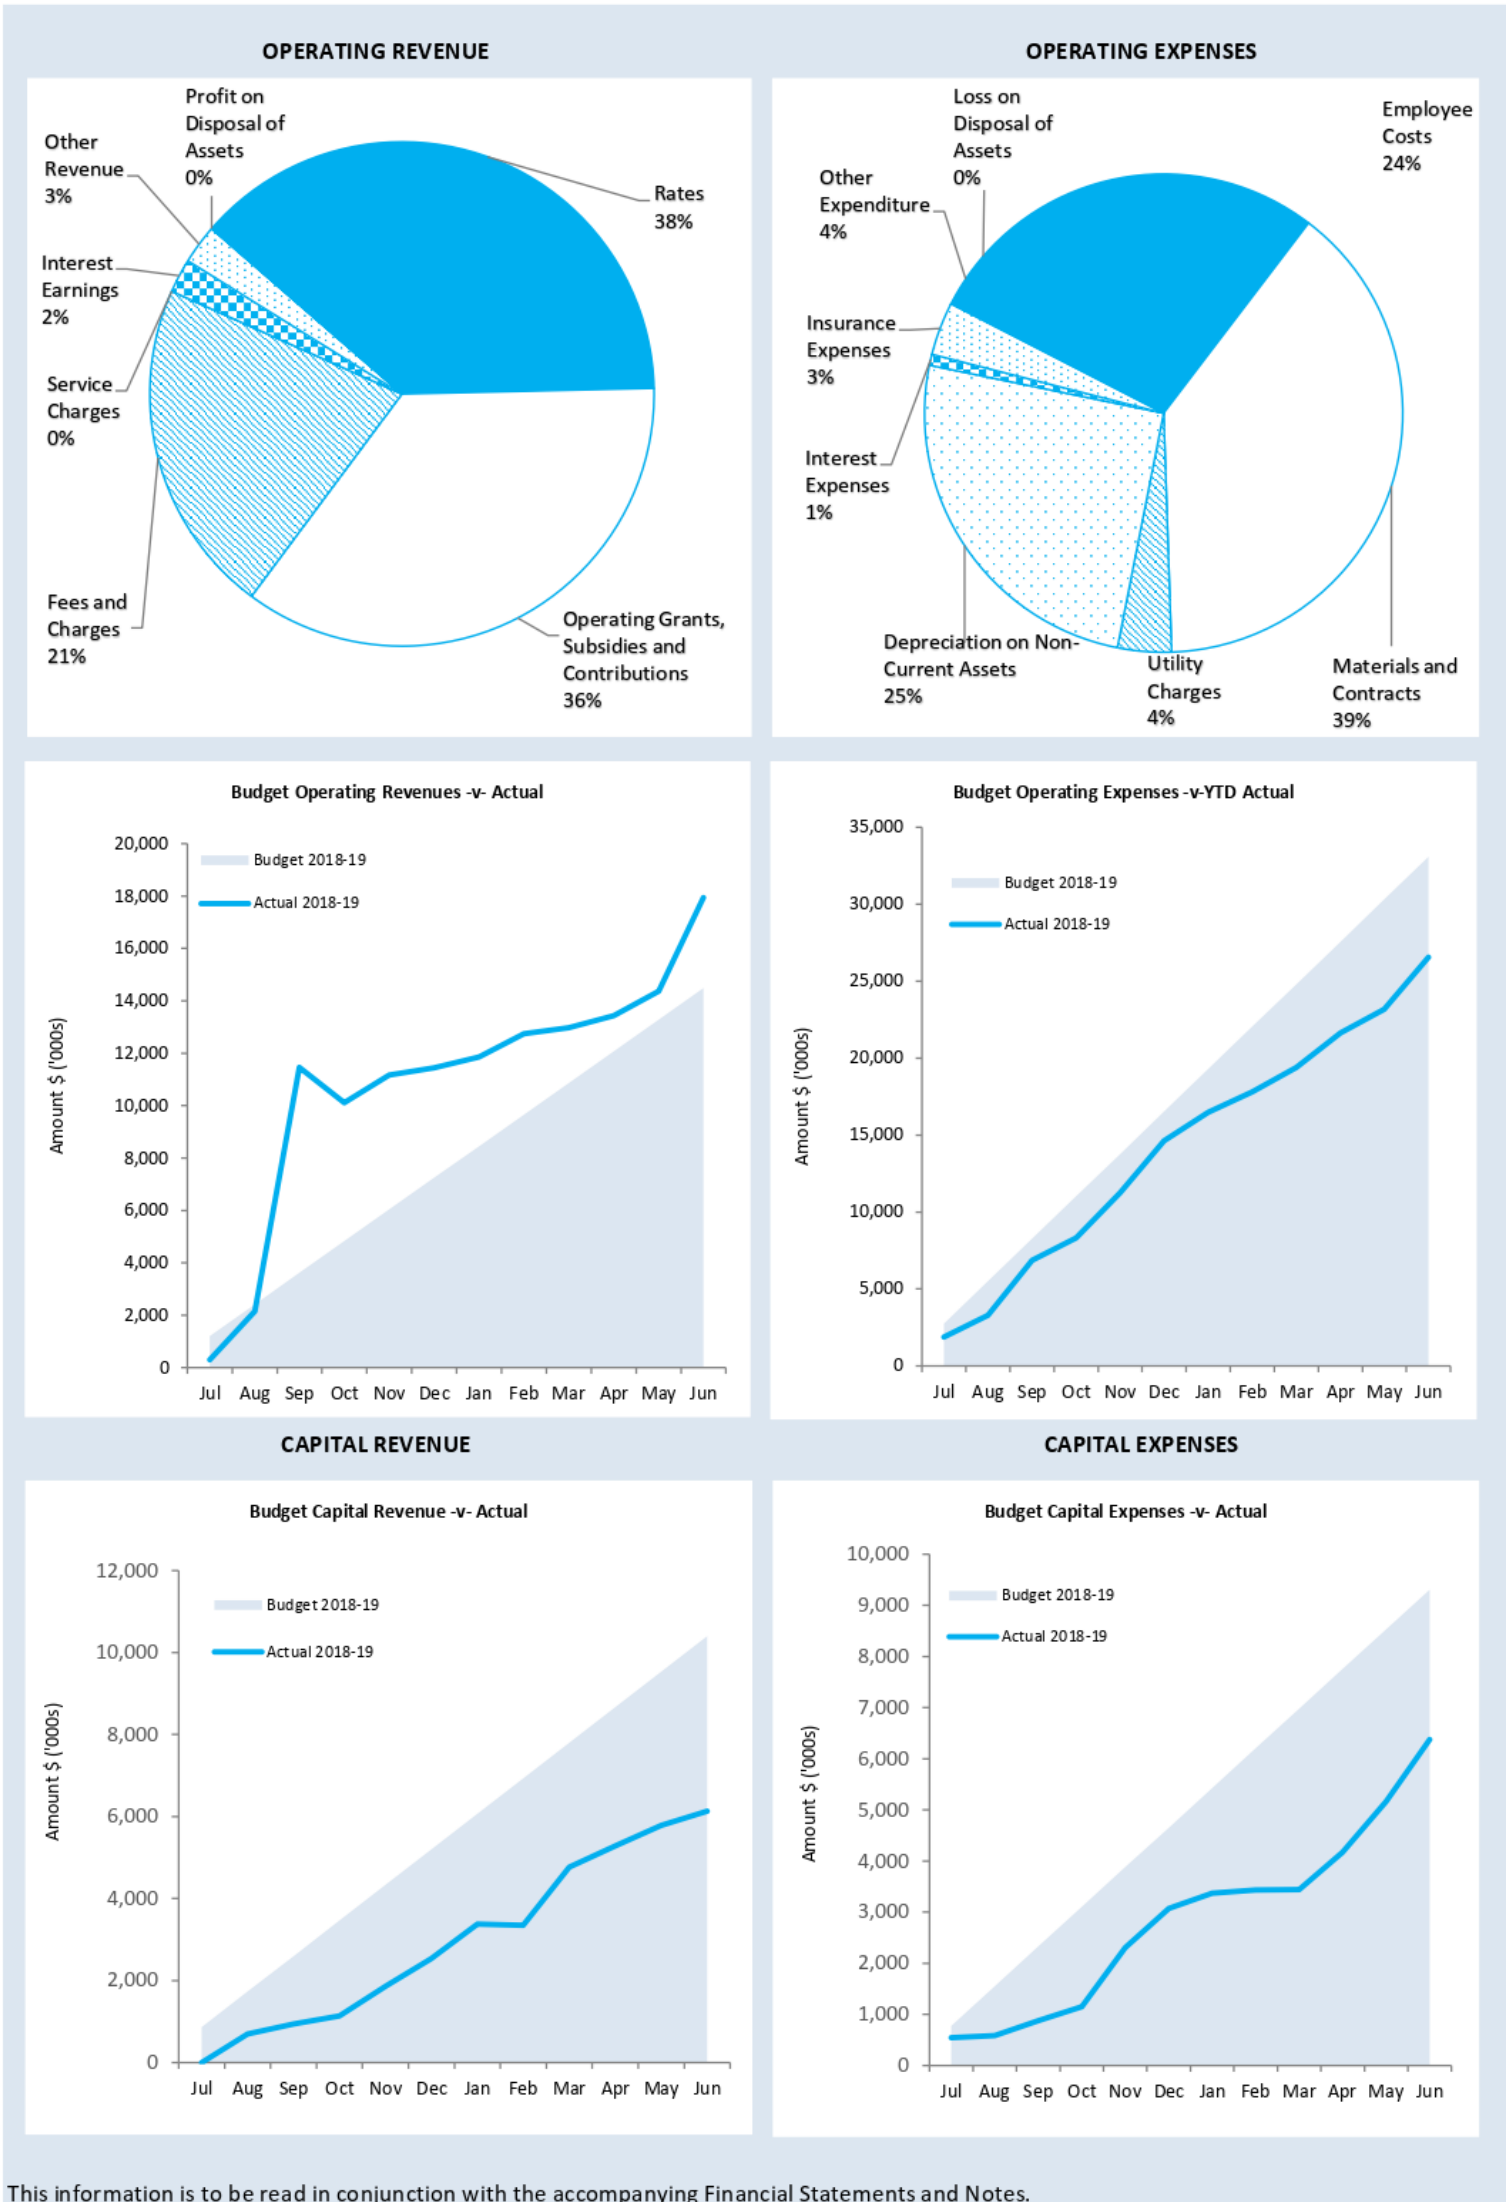 OPERATING REVENUE
Profit on
Disposal of
Assets
0%
Other
Revenue
3%
Rates
38%
Interest
Earnings
2%
Service
Charges
0%
Fees and
Charges
21%
Operating Grants,
Subsidies and
Contributions
36%
OPERATING EXPENSES
Loss on
Disposal of
Assets
0%
Employee
Costs
24%
Other
Expenditure
4%
Insurance
Expenses
3%
Interest
Expenses
1%
Depreciation on Non-
Current Assets
25%
Utility
Charges
4%
Materials and
Contracts
39%
Budget Operating Revenues -v- Actual
Budget 2018-19
Actual 2018-19
Amount $ ('000s)
20,000
18,000
16,000
14,000
12,000
10,000
8,000
6,000
4,000
2,000
0
Jul Aug Sep Oct Nov Dec Jan Feb Mar Apr May Jun
Budget Operating Expenses -v-YTD Actual
Budget 2018-19
Actual 2018-19
Amount $ ('000s)
35,000
30,000
25,000
20,000
15,000
10,000
5,000
0
Jul Aug Sep Oct Nov Dec Jan Feb Mar Apr May Jun
CAPITAL REVENUE
Budget Capital Revenue -v- Actual
Budget 2018-19
Actual 2018-19
Amount $ ('000s)
12,000
10,000
8,000
6,000
4,000
2,000
0
Jul Aug Sep Oct Nov Dec Jan Feb Mar Apr May Jun
CAPITAL EXPENSES
Budget Capital Expenses -v- Actual
Budget 2018-19
Actual 2018-19
Amount $ ('000s)
10,000
9,000
8,000
7,000
6,000
5,000
4,000
3,000
2,000
1,000
0
Jul Aug Sep Oct Nov Dec Jan Feb Mar Apr May Jun
This information is to be read in conjunction with the accompanying Financial Statements and Notes.